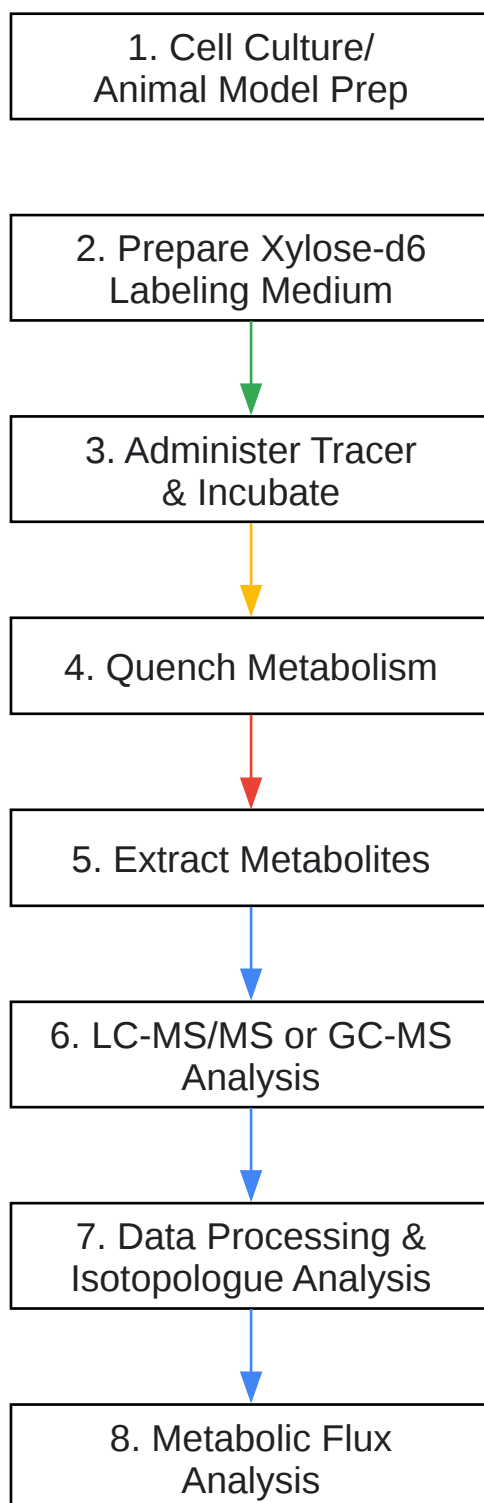 1. Cell Culture/
Animal Model Prep
2. Prepare Xylose-d6
Labeling Medium
3. Administer Tracer
& Incubate
4. Quench Metabolism
5. Extract Metabolites
6. LC-MS/MS or GC-MS
Analysis
7. Data Processing &
Isotopologue Analysis
8. Metabolic Flux
Analysis